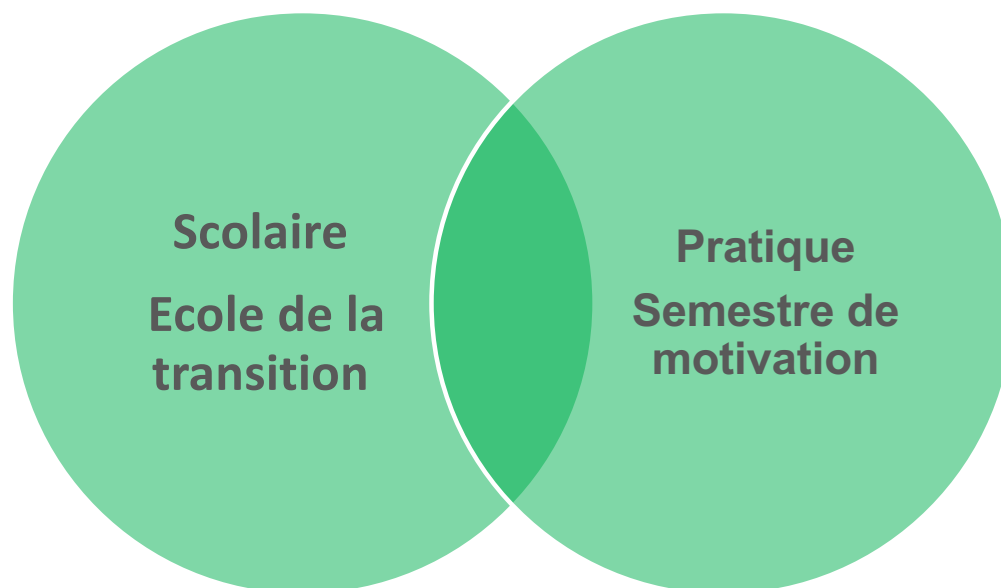 Scolaire
Ecole de la
transition
Pratique
Semestre de
motivation